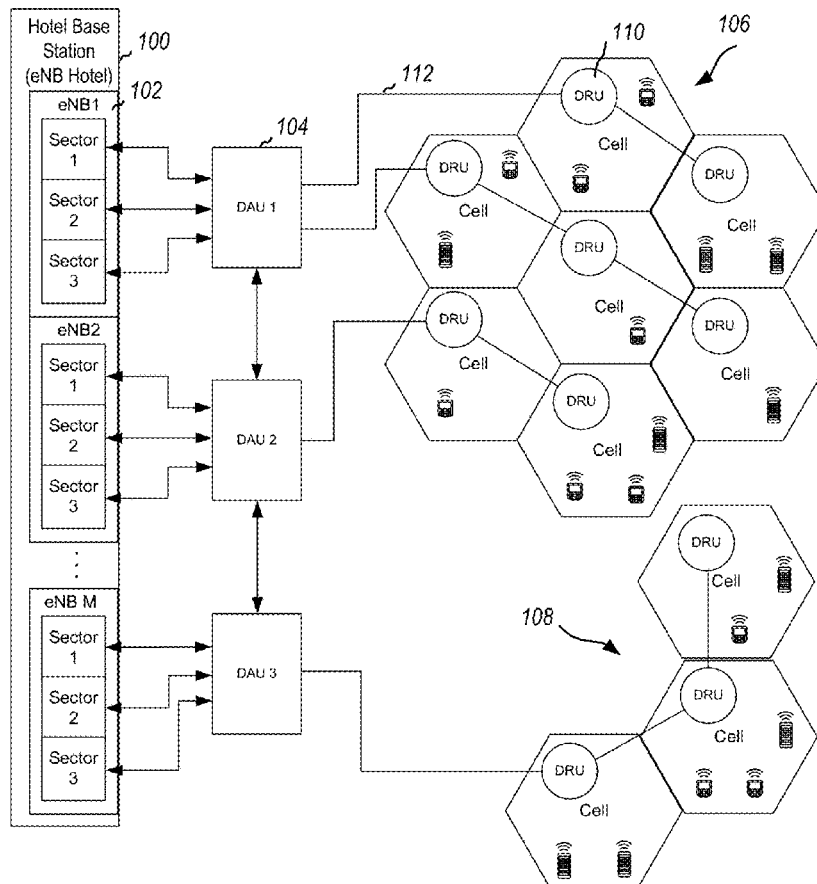 Hotel Base
Station
(eNB Hotel)
100
102
eNB1
Sector
1
Sector
2
Sector
3
eNB2
Sector
1
Sector
2
Sector
3
eNB M
Sector
1
Sector
2
Sector
3
104
DAU 1
DAU 2
DAU 3
112
110
106
DRU
Cell
DRU
Cell
DRU
Cell
DRU
Cell
DRU
Cell
DRU
Cell
DRU
Cell
108
DRU
Cell
DRU
Cell
DRU
Cell